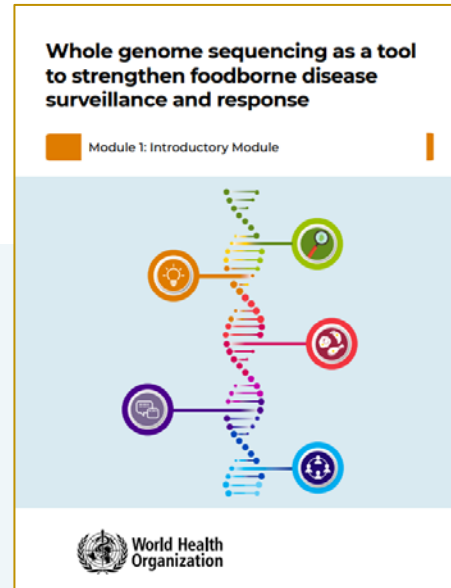 Whole genome sequencing as a tool
to strengthen foodborne disease
surveillance and response
Module 1: Introductory Module
World Health
Organization